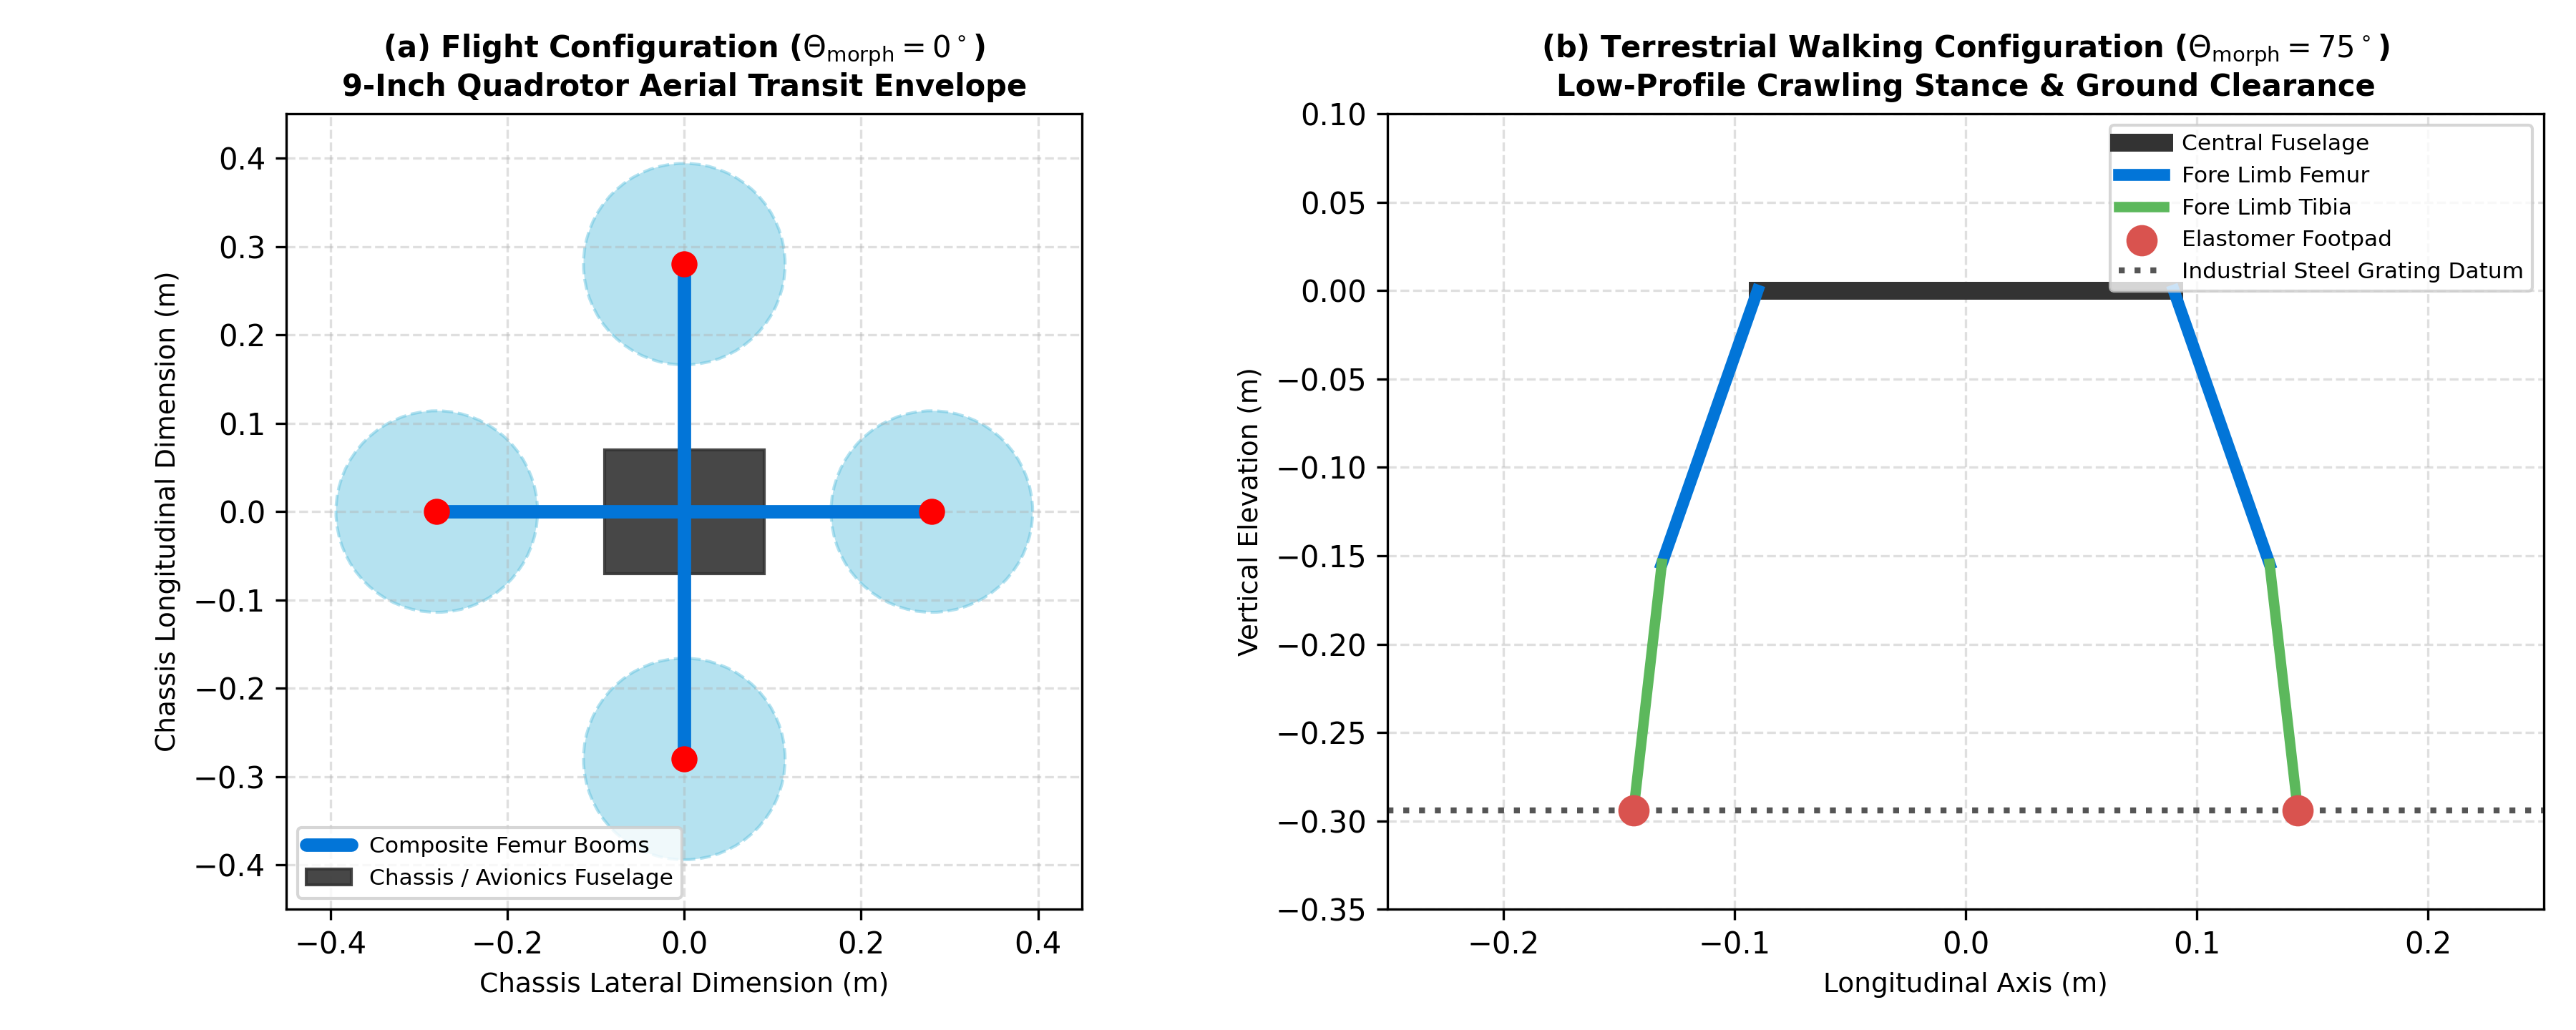 (a) Flight Configuration (Θmorph = 0°)
9-Inch Quadrotor Aerial Transit Envelope
Chassis Longitudinal Dimension (m)
0.4
0.3
0.2
0.1
0.0
−0.1
−0.2
−0.3
−0.4
Composite Femur Booms
Chassis / Avionics Fuselage
−0.4 −0.2 0.0 0.2 0.4
Chassis Lateral Dimension (m)
(b) Terrestrial Walking Configuration (Θmorph = 75°)
Low-Profile Crawling Stance & Ground Clearance
Vertical Elevation (m)
0.10
0.05
0.00
−0.05
−0.10
−0.15
−0.20
−0.25
−0.30
−0.35
Central Fuselage
Fore Limb Femur
Fore Limb Tibia
Elastomer Footpad
Industrial Steel Grating Datum
−0.2 −0.1 0.0 0.1 0.2
Longitudinal Axis (m)